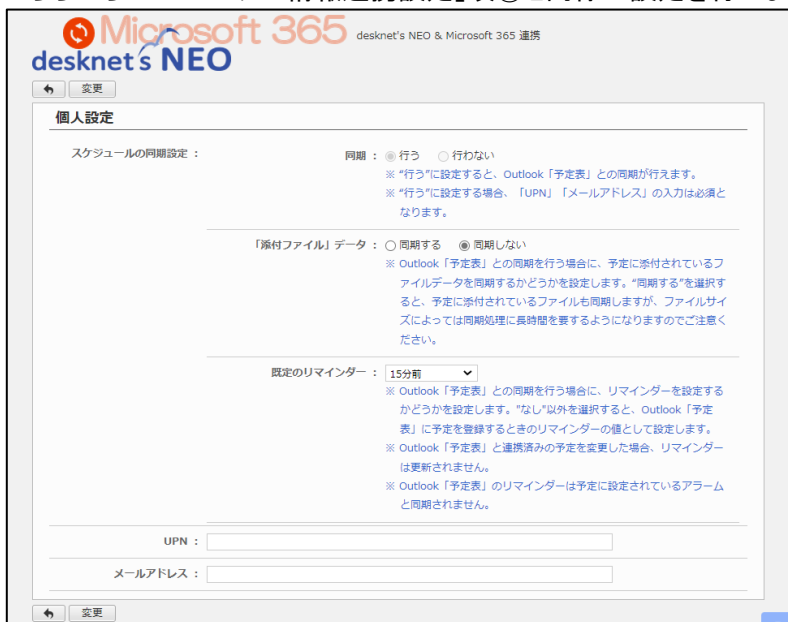 Microsoft 365 desknet's NEO & Microsoft 365 連携
desknet's NEO
変更
個人設定
スケジュールの同期設定 :
同期 : 行う 行わない
※ “行う”に設定すると、Outlook「予定表」との同期が行えます。
※ “行う”に設定する場合、「UPN」「メールアドレス」の入力は必須と
なります。
「添付ファイル」データ : 同期する 同期しない
※ Outlook「予定表」との同期を行う場合に、予定に添付されているフ
ァイルデータを同期するかどうかを設定します。“同期する”を選択す
ると、予定に添付されているファイルも同期しますが、ファイルサイ
ズによっては同期処理に長時間を要するようになりますのでご注意く
ださい。
既定のリマインダー : 15分前
※ Outlook「予定表」との同期を行う場合に、リマインダーを設定する
かどうかを設定します。“なし”以外を選択すると、Outlook「予定
表」に予定を登録するときのリマインダーの値として設定します。
※ Outlook「予定表」と連携済みの予定を変更した場合、リマインダー
は更新されません。
※ Outlook「予定表」のリマインダーは予定に設定されているアラーム
と同期されません。
UPN :
メールアドレス :
変更